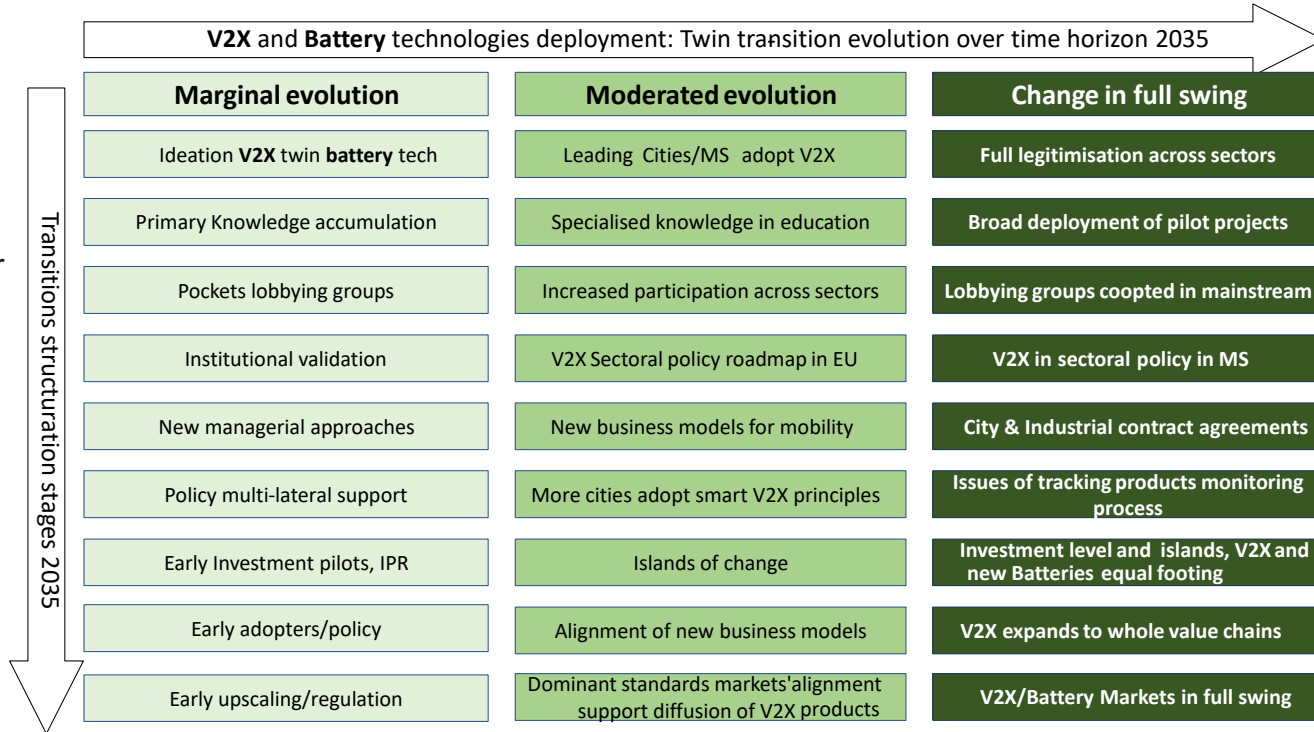 V2X and Battery technologies deployment: Twin transition evolution over time horizon 2035
Marginal evolution
Moderated evolution
Change in full swing
Transitions structuration stages 2035
r
Ideation V2X twin battery tech
Leading Cities/MS adopt V2X
Full legitimisation across sectors
Primary Knowledge accumulation
Specialised knowledge in education
Broad deployment of pilot projects
Pockets lobbying groups
Increased participation across sectors
Lobbying groups coopted in mainstream
Institutional validation
V2X Sectoral policy roadmap in EU
V2X in sectoral policy in MS
New managerial approaches
New business models for mobility
City & Industrial contract agreements
Policy multi-lateral support
More cities adopt smart V2X principles
Issues of tracking products monitoring
process
Early Investment pilots, IPR
Islands of change
Investment level and islands, V2X and
new Batteries equal footing
Early adopters/policy
Alignment of new business models
V2X expands to whole value chains
Early upscaling/regulation
Dominant standards markets'alignment
support diffusion of V2X products
V2X/Battery Markets in full swing